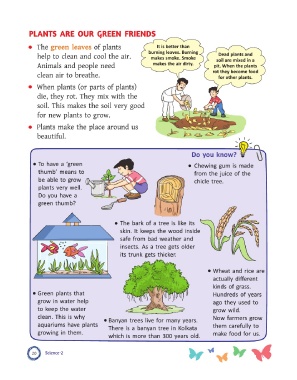 PLANTS ARE OUR GREEN FRIENDS
• The green leaves of plants
help to clean and cool the air.
Animals and people need
clean air to breathe.
• When plants (or parts of plants)
die, they rot. They mix with the
soil. This makes the soil very good
for new plants to grow.
• Plants make the place around us
beautiful.
It is better than
burning leaves. Burning
makes smoke. Smoke
makes the air dirty.
Dead plants and
soil are mixed in a
pit. When the plants
rot they become food
for other plants.
Do you know?
• To have a 'green
thumb' means to
be able to grow
plants very well.
Do you have a
green thumb?
• Chewing gum is made
from the juice of the
chicle tree.
• The bark of a tree is like its
skin. It keeps the wood inside
safe from bad weather and
insects. As a tree gets older
its trunk gets thicker.
• Wheat and rice are
actually different
kinds of grass.
Hundreds of years
ago they used to
grow wild.
Now farmers grow
them carefully to
make food for us.
• Green plants that
grow in water help
to keep the water
clean. This is why
aquariums have plants
growing in them.
• Banyan trees live for many years.
There is a banyan tree in Kolkata
which is more than 300 years old.
20
Science-2